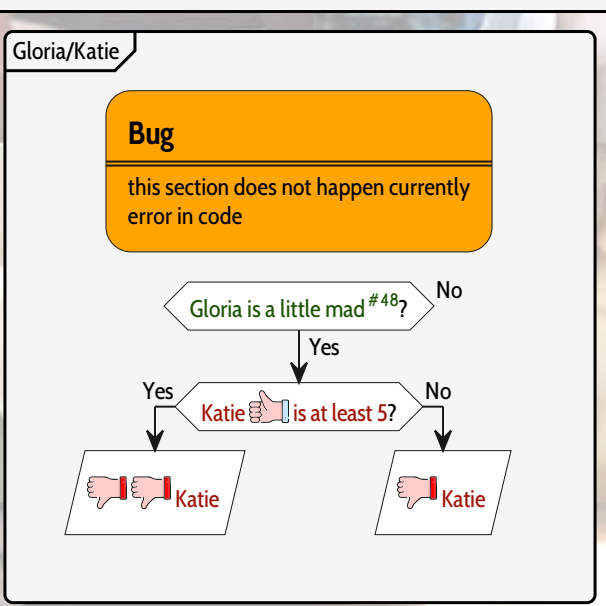 Gloria/Katie
Bug
this section does not happen currently
error in code
Gloria is a little mad #48?
No
Yes
Yes
Katie is at least 5?
No
Katie
Katie